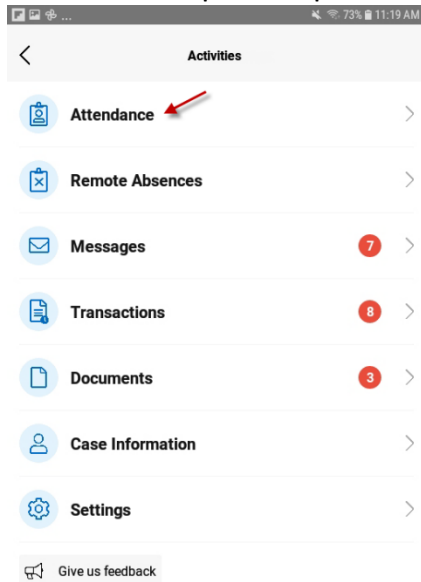 73% 11:19 AM
Activities
Attendance
Remote Absences
Messages 7
Transactions 8
Documents 3
Case Information
Settings
Give us feedback